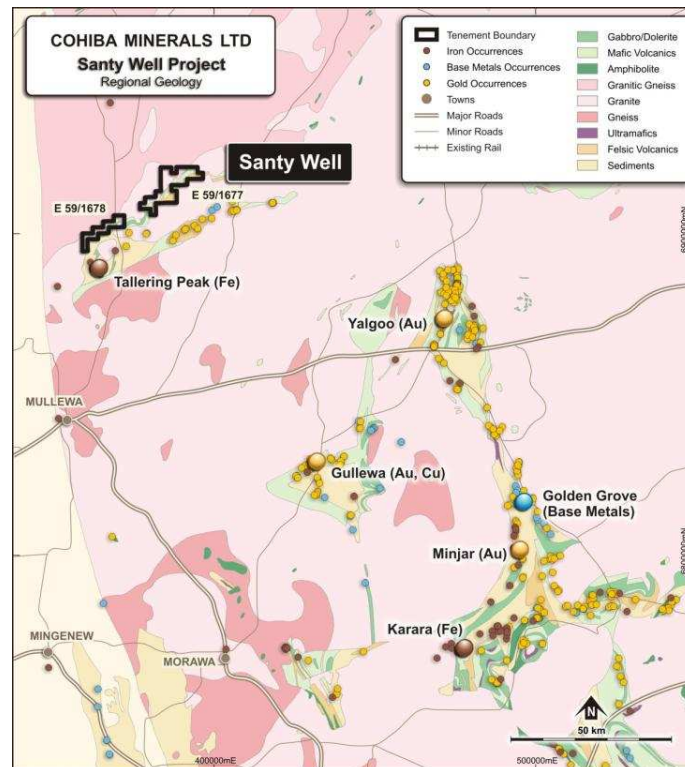 COHIBA MINERALS LTD
Santy Well Project
Regional Geology
Tenement Boundary
Iron Occurrences
Base Metals Occurrences
Gold Occurrences
Towns
Major Roads
Minor Roads
Existing Rail
Gabbro/Dolerite
Mafic Volcanics
Amphibolite
Granitic Gneiss
Granite
Gneiss
Ultramafics
Felsic Volcanics
Sediments
Santy Well
E 59/1677
E 59/1678
6900000mN
Tallering Peak (Fe)
Yalgoo (Au)
MULLEWA
Gullewa (Au, Cu)
Golden Grove
(Base Metals)
Minjar (Au)
6800000mN
Karara (Fe)
MINGENEW
MORAWA
N
50 km
400000mE
500000mE